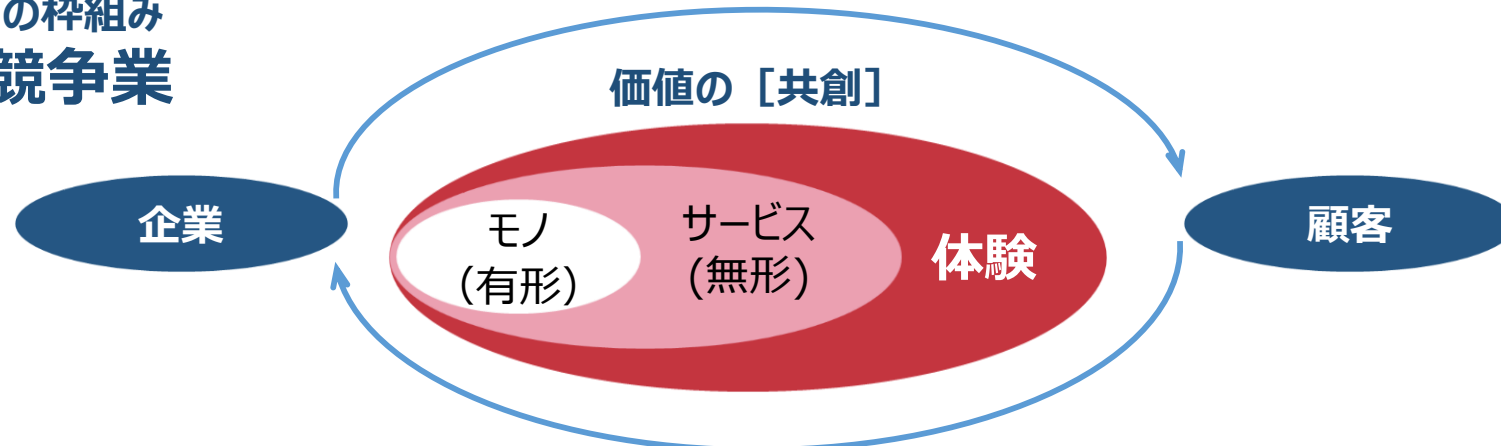 の枠組み
競争業
価値の［共創］
企業
モノ
（有形）
サービス
(無形)
体験
顧客